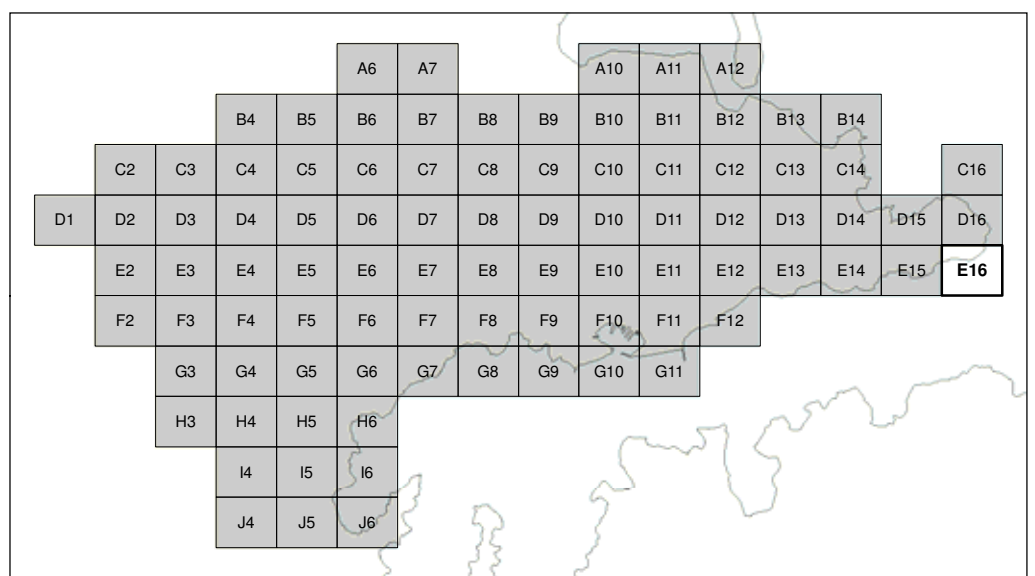 A6 A7 A10 A11 A12
B4 B5 B6 B7 B8 B9 B10 B11 B12 B13 B14
C2 C3 C4 C5 C6 C7 C8 C9 C10 C11 C12 C13 C14 C16
D1 D2 D3 D4 D5 D6 D7 D8 D9 D10 D11 D12 D13 D14 D15 D16
E2 E3 E4 E5 E6 E7 E8 E9 E10 E11 E12 E13 E14 E15 E16
F2 F3 F4 F5 F6 F7 F8 F9 F10 F11 F12
G3 G4 G5 G6 G7 G8 G9 G10 G11
H3 H4 H5 H6
I4 I5 I6
J4 J5 J6